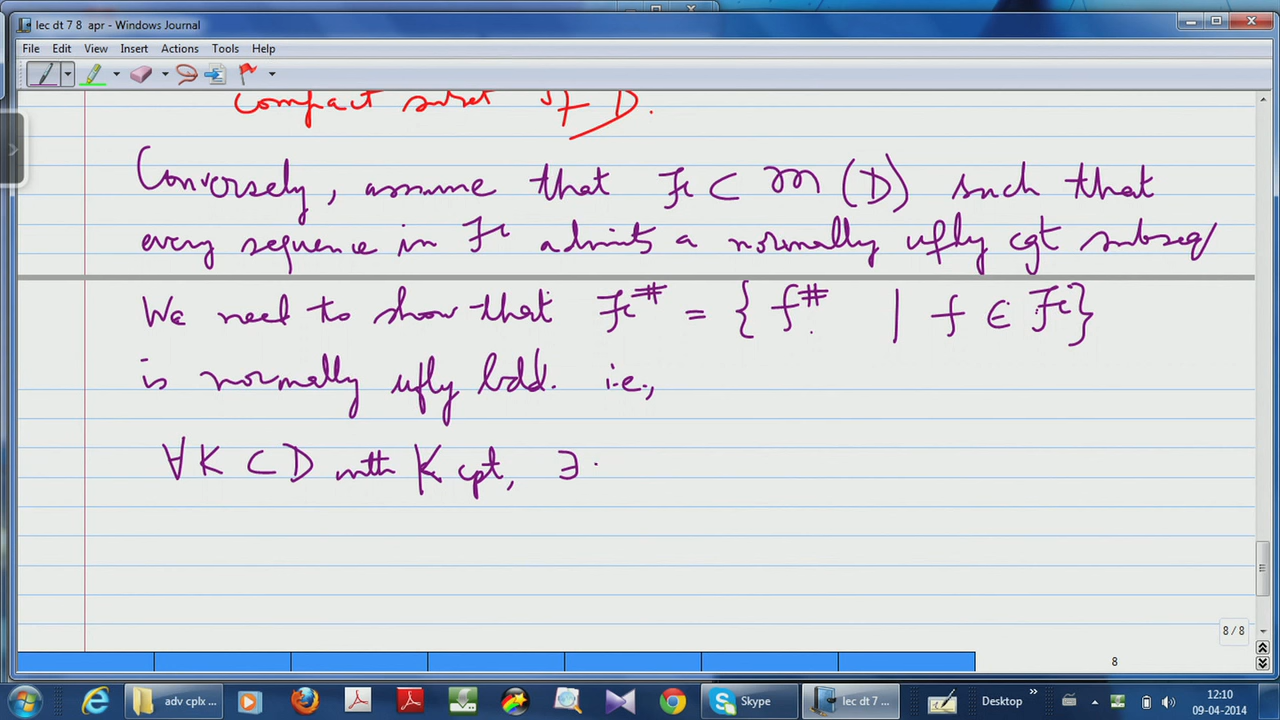 lec dt 7 8 apr - Windows Journal
File Edit View Insert Actions Tools Help
Compact subset of D.
Conversely, assume that ℱ ⊂ 𝓜(D) such that
every sequence in ℱ admits a normally ufly cgt subseq/
We need to show that ℱ^# = { f^# | f ∈ ℱ }
is normally ufly bdd. i.e.,
∀ K ⊂ D with K cpt, ∃
8 / 8
8
adv cplx ...
Skype
lec dt 7 ...
Desktop
12:10
09-04-2014